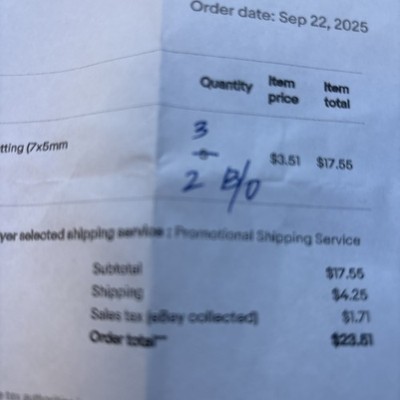 Order date: Sep 22, 2025
Quantity Item price Item total
3
tting (7x5mm 5 $3.51 $17.55
2 B/O
yer selected shipping service : Promotional Shipping Service
Subtotal $17.55
Shipping $4.25
Sales tax (eBay collected) $1.71
Order total** $23.51